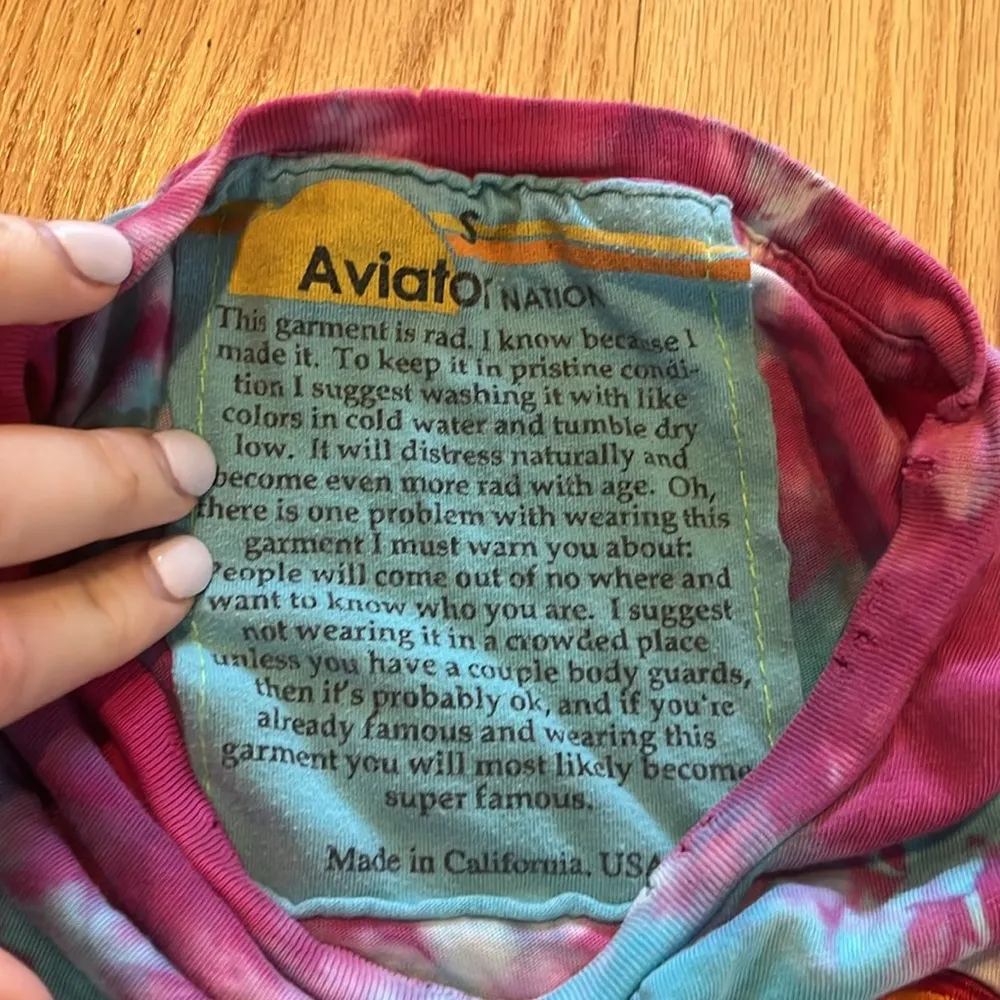 S
Aviator NATION
This garment is rad. I know because I
made it. To keep it in pristine condi-
tion I suggest washing it with like
colors in cold water and tumble dry
low. It will distress naturally and
become even more rad with age. Oh,
there is one problem with wearing this
garment I must warn you about:
People will come out of no where and
want to know who you are. I suggest
not wearing it in a crowded place
unless you have a couple body guards,
then it's probably ok, and if you're
already famous and wearing this
garment you will most likely become
super famous.
Made in California, USA